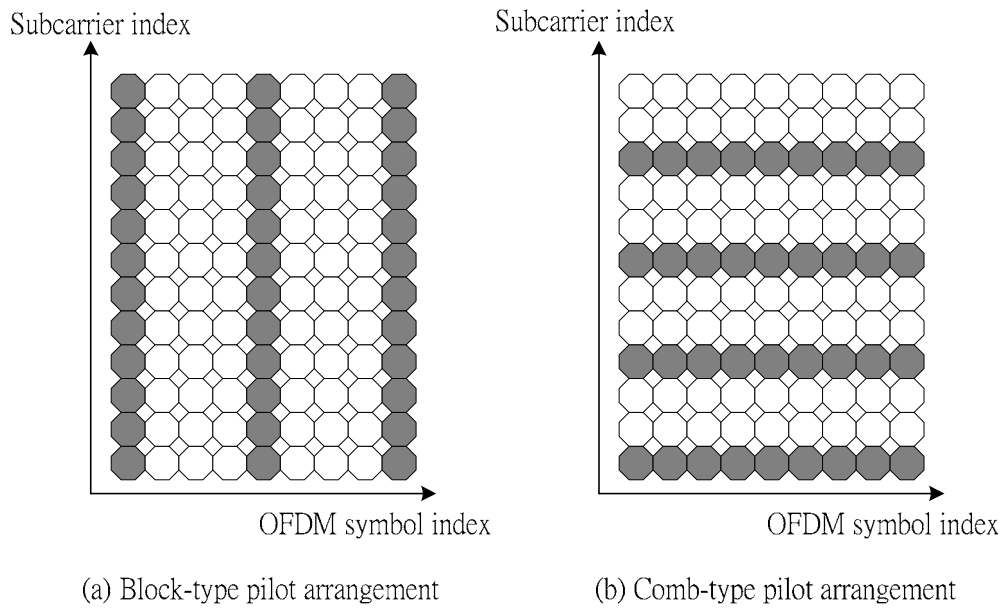 Subcarrier index
OFDM symbol index
(a) Block-type pilot arrangement
Subcarrier index
OFDM symbol index
(b) Comb-type pilot arrangement